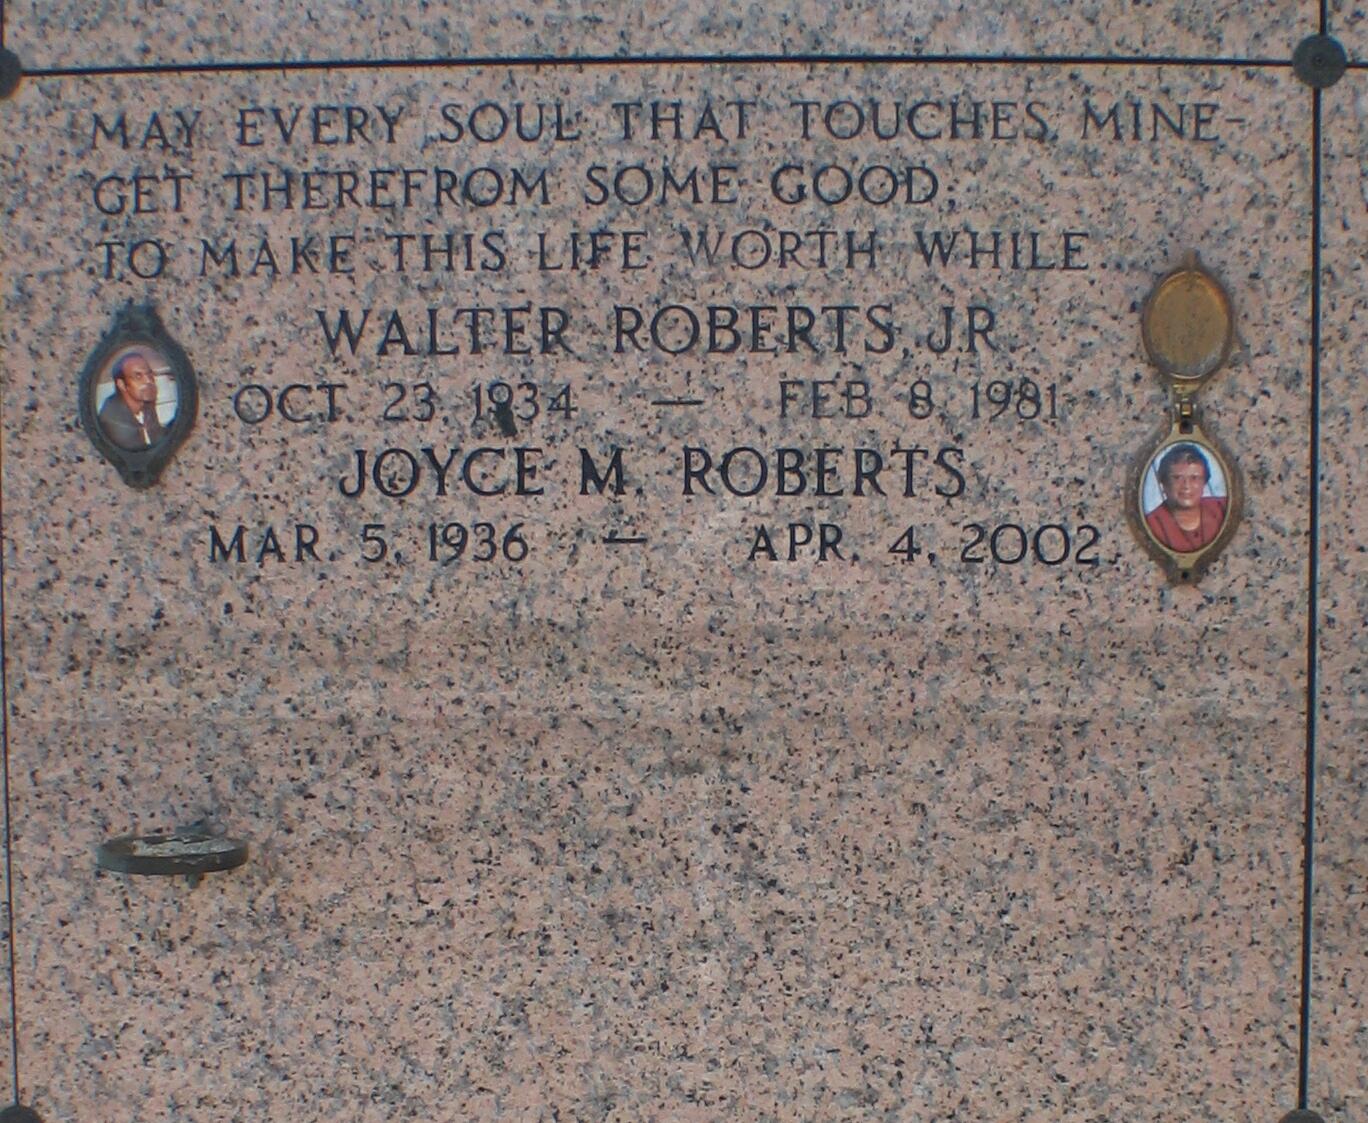 MAY EVERY SOUL THAT TOUCHES MINE-
GET THEREFROM SOME GOOD,
TO MAKE THIS LIFE WORTH WHILE
WALTER ROBERTS, JR
OCT 23 1934 — FEB 8, 1981
JOYCE M. ROBERTS
MAR. 5, 1936 — APR. 4, 2002